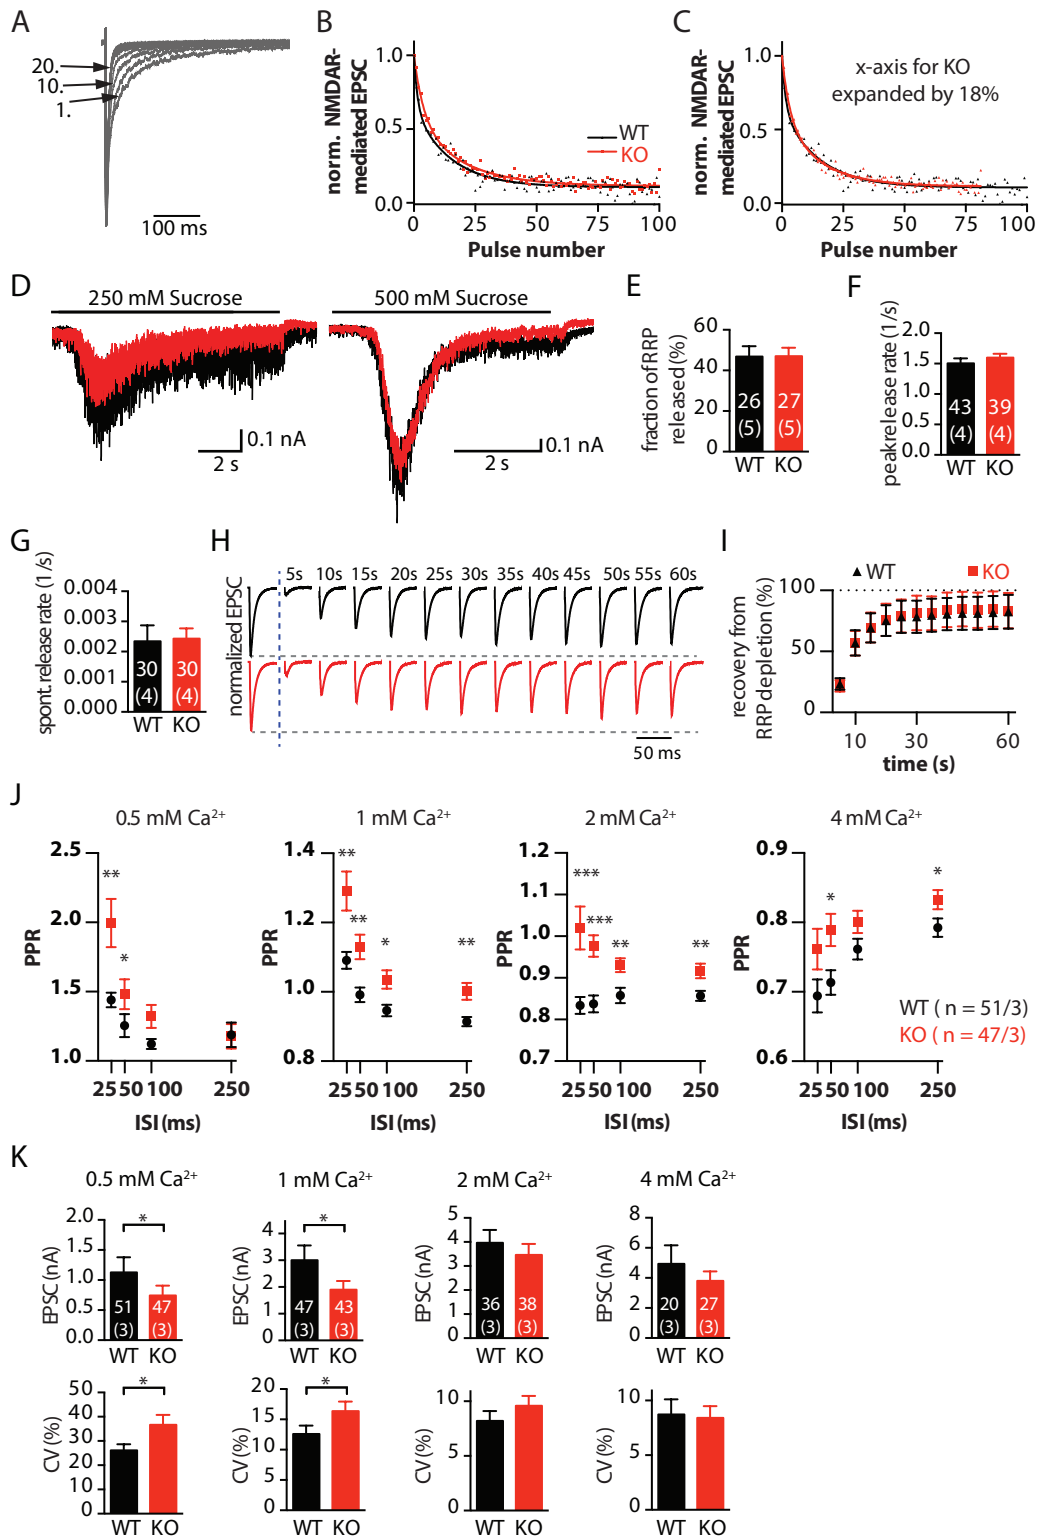 A
20.
10.
1.
100 ms
B
norm. NMDAR-
mediated EPSC
1.0
0.5
0.0
0
25
50
75
100
Pulse number
WT
KO
C
norm. NMDAR-
mediated EPSC
1.0
0.5
0.0
0
25
50
75
100
Pulse number
x-axis for KO
expanded by 18%
D
250 mM Sucrose
500 mM Sucrose
0.1 nA
2 s
0.1 nA
2 s
E
fraction of RRP
released (%)
60
40
20
0
26
(5)
27
(5)
WT KO
F
peak release rate (1/s)
2.0
1.5
1.0
0.5
0.0
43
(4)
39
(4)
WT KO
G
spont. release rate (1/s)
0.004
0.003
0.002
0.001
0.000
30
(4)
30
(4)
WT KO
H
normalized EPSC
5s 10s 15s 20s 25s 30s 35s 40s 45s 50s 55s 60s
50 ms
I
WT KO
recovery from
RRP depletion (%)
100
50
0
10 30 60
time (s)
J
0.5 mM Ca²⁺
PPR
2.5
2.0
1.5
1.0
**
*
25 50 100 250
ISI (ms)
1 mM Ca²⁺
PPR
1.4
1.2
1.0
0.8
**
**
*
**
25 50 100 250
ISI (ms)
2 mM Ca²⁺
PPR
1.2
1.1
1.0
0.9
0.8
0.7
***
***
**
**
25 50 100 250
ISI (ms)
4 mM Ca²⁺
PPR
0.9
0.8
0.7
0.6
*
*
25 50 100 250
ISI (ms)
WT ( n = 51/3)
KO ( n = 47/3)
K
0.5 mM Ca²⁺
EPSC (nA)
2.0
1.5
1.0
0.5
0.0
*
51
(3)
47
(3)
WT KO
1 mM Ca²⁺
EPSC (nA)
4
3
2
1
0
*
47
(3)
43
(3)
WT KO
2 mM Ca²⁺
EPSC (nA)
5
4
3
2
1
0
36
(3)
38
(3)
WT KO
4 mM Ca²⁺
EPSC (nA)
8
6
4
2
0
20
(3)
27
(3)
WT KO
CV (%)
50
40
30
20
10
0
*
WT KO
CV (%)
20
15
10
5
0
*
WT KO
CV (%)
10
5
0
WT KO
CV (%)
10
5
0
WT KO